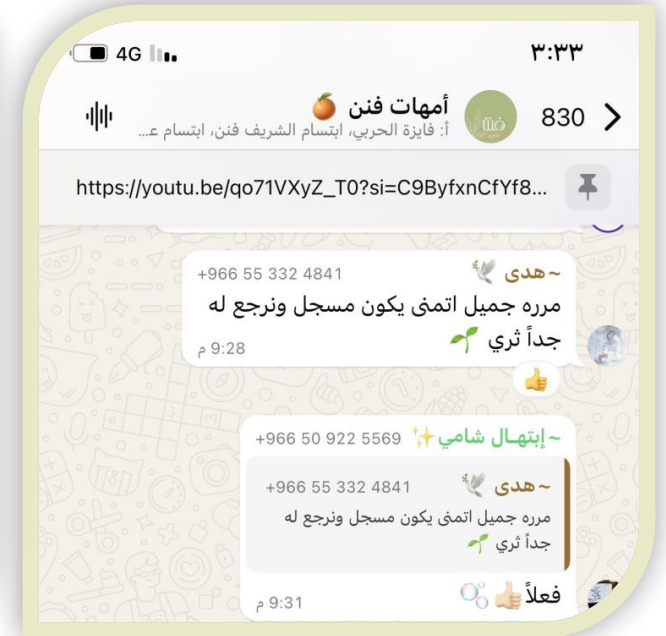 ٣:٣٣
4G
830
أمهات فنن 🍊
فنن
أ: فايزة الحربي، ابتسام الشريف فنن، ابتسام ع...
https://youtu.be/qo71VXyZ_T0?si=C9ByfxnCfYf8...
~هدى 🕊️ +966 55 332 4841
مرره جميل اتمنى يكون مسجل ونرجع له
جداً ثري 🌱
9:28 م
👍
~إبتهـال شامي✨ +966 50 922 5569
~هدى 🕊️ +966 55 332 4841
مرره جميل اتمنى يكون مسجل ونرجع له
جداً ثري 🌱
فعلاً👍🏻🫧
9:31 م